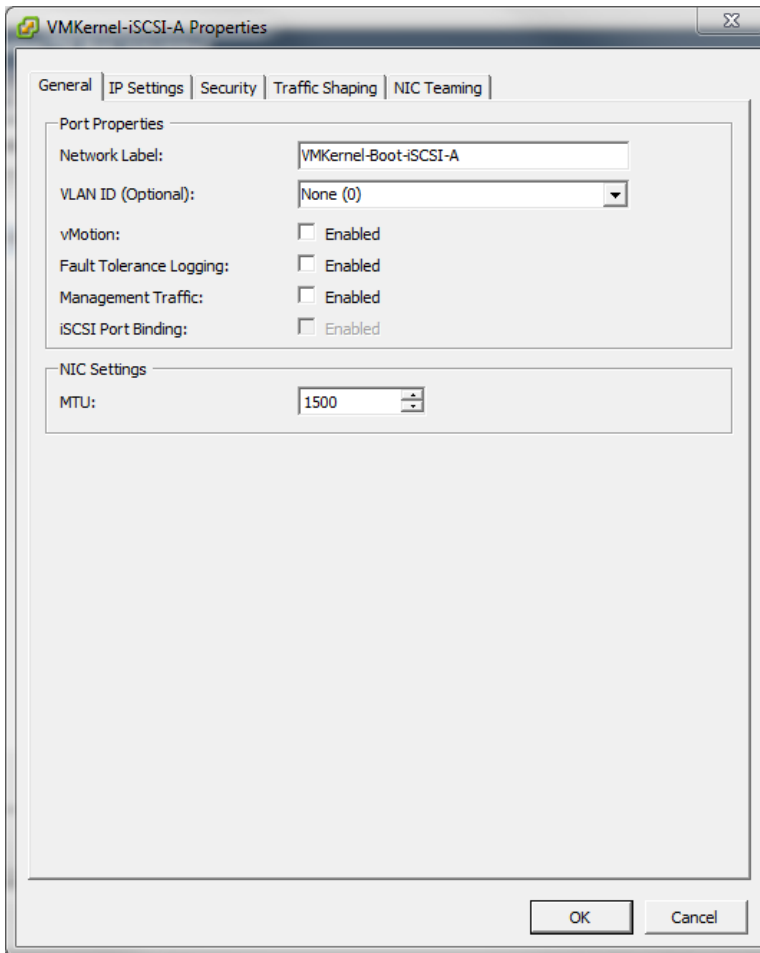 VMKernel-iSCSI-A Properties
General IP Settings Security Traffic Shaping NIC Teaming
Port Properties
Network Label: VMKernel-Boot-iSCSI-A
VLAN ID (Optional): None (0)
vMotion: Enabled
Fault Tolerance Logging: Enabled
Management Traffic: Enabled
iSCSI Port Binding: Enabled
NIC Settings
MTU: 1500
OK Cancel